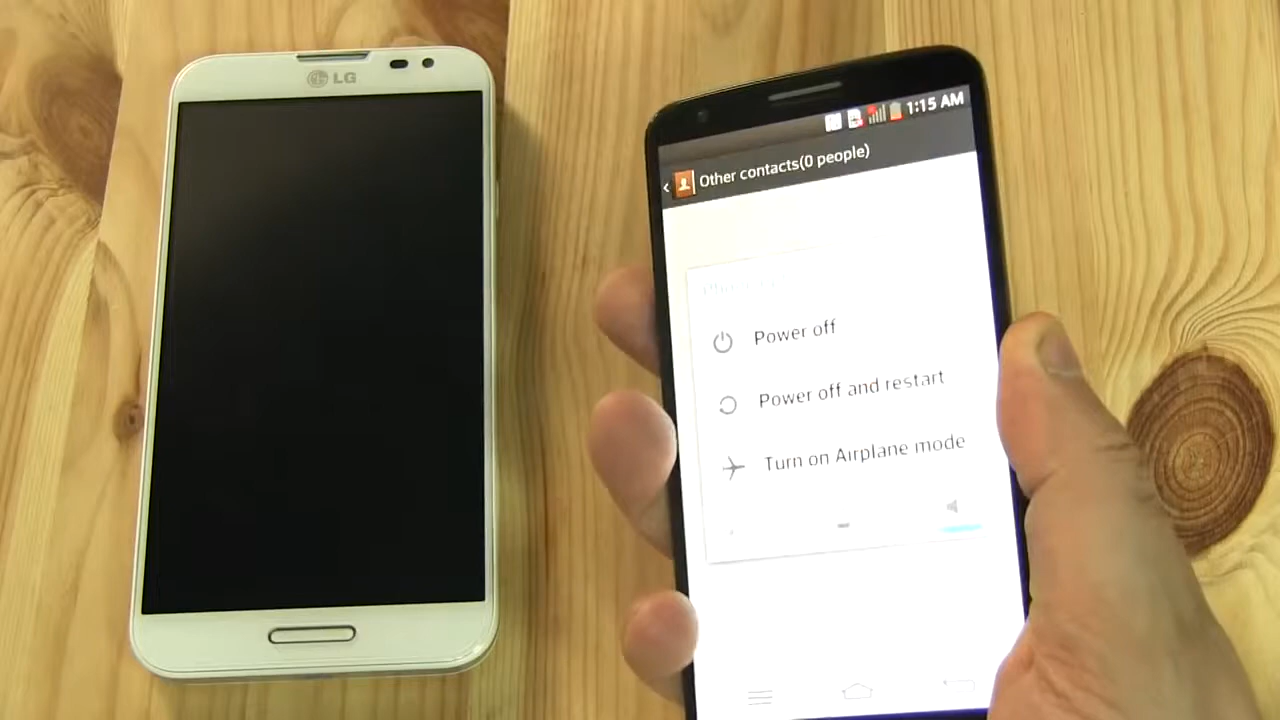 LG
1:15 AM
Other contacts(0 people)
Power off
Power off and restart
Turn on Airplane mode